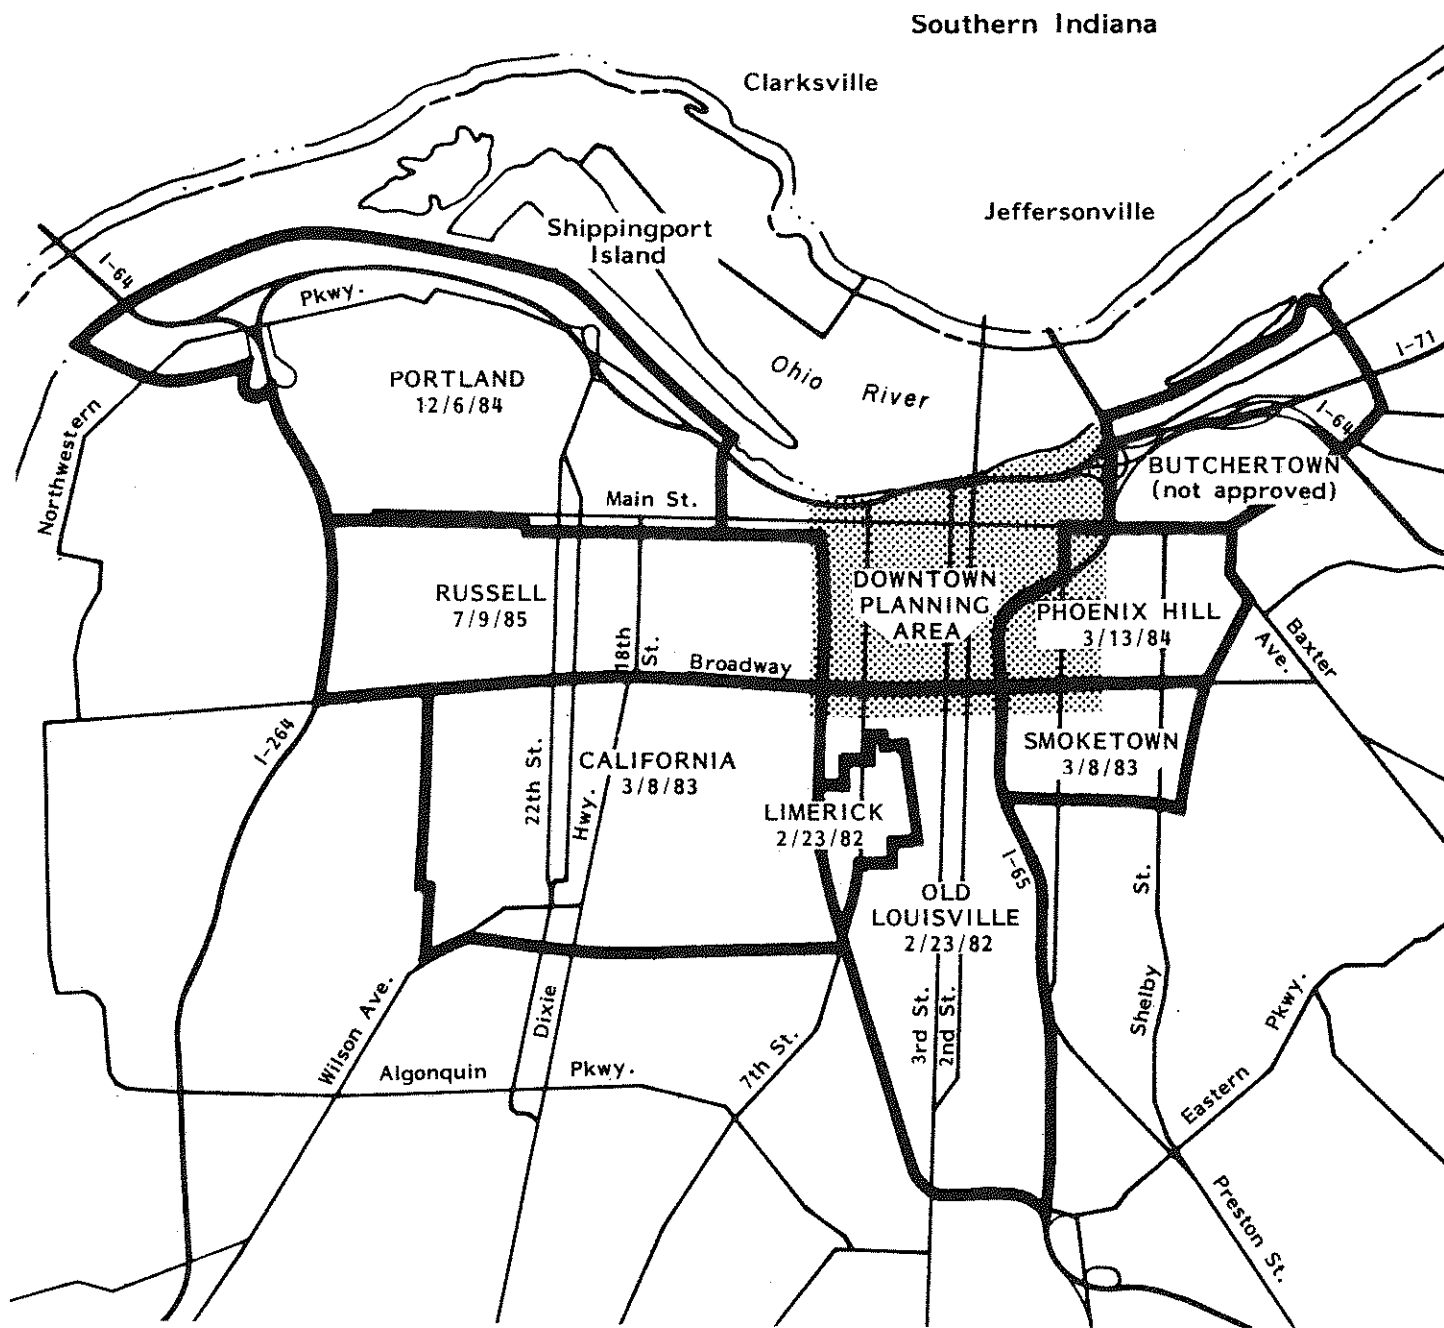 Southern Indiana
Clarksville
Jeffersonville
Shippingport
Island
I-64
Pkwy.
Ohio River
I-71
I-64
PORTLAND
12/6/84
Northwestern
BUTCHERTOWN
(not approved)
Main St.
RUSSELL
7/9/85
DOWNTOWN
PLANNING
AREA
PHOENIX HILL
3/13/84
18th
St.
Broadway
Baxter
Ave.
I-264
SMOKETOWN
3/8/83
CALIFORNIA
3/8/83
22th St.
Hwy.
LIMERICK
2/23/82
I-65
St.
OLD
LOUISVILLE
2/23/82
Wilson Ave.
Dixie
3rd St.
2nd St.
Shelby
Pkwy.
7th St.
Algonquin
Pkwy.
Eastern
Preston St.